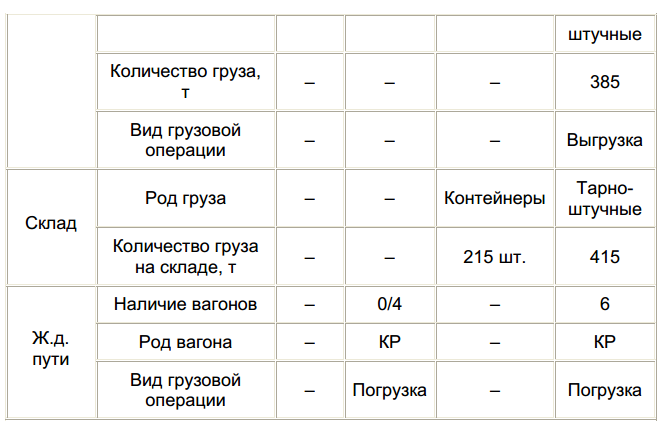 штучные
Количество груза, т – – – 385
Вид грузовой операции – – – Выгрузка
Склад
Род груза – – Контейнеры Тарно-штучные
Количество груза на складе, т – – 215 шт. 415
Ж.д. пути
Наличие вагонов – 0/4 – 6
Род вагона – КР – КР
Вид грузовой операции – Погрузка – Погрузка